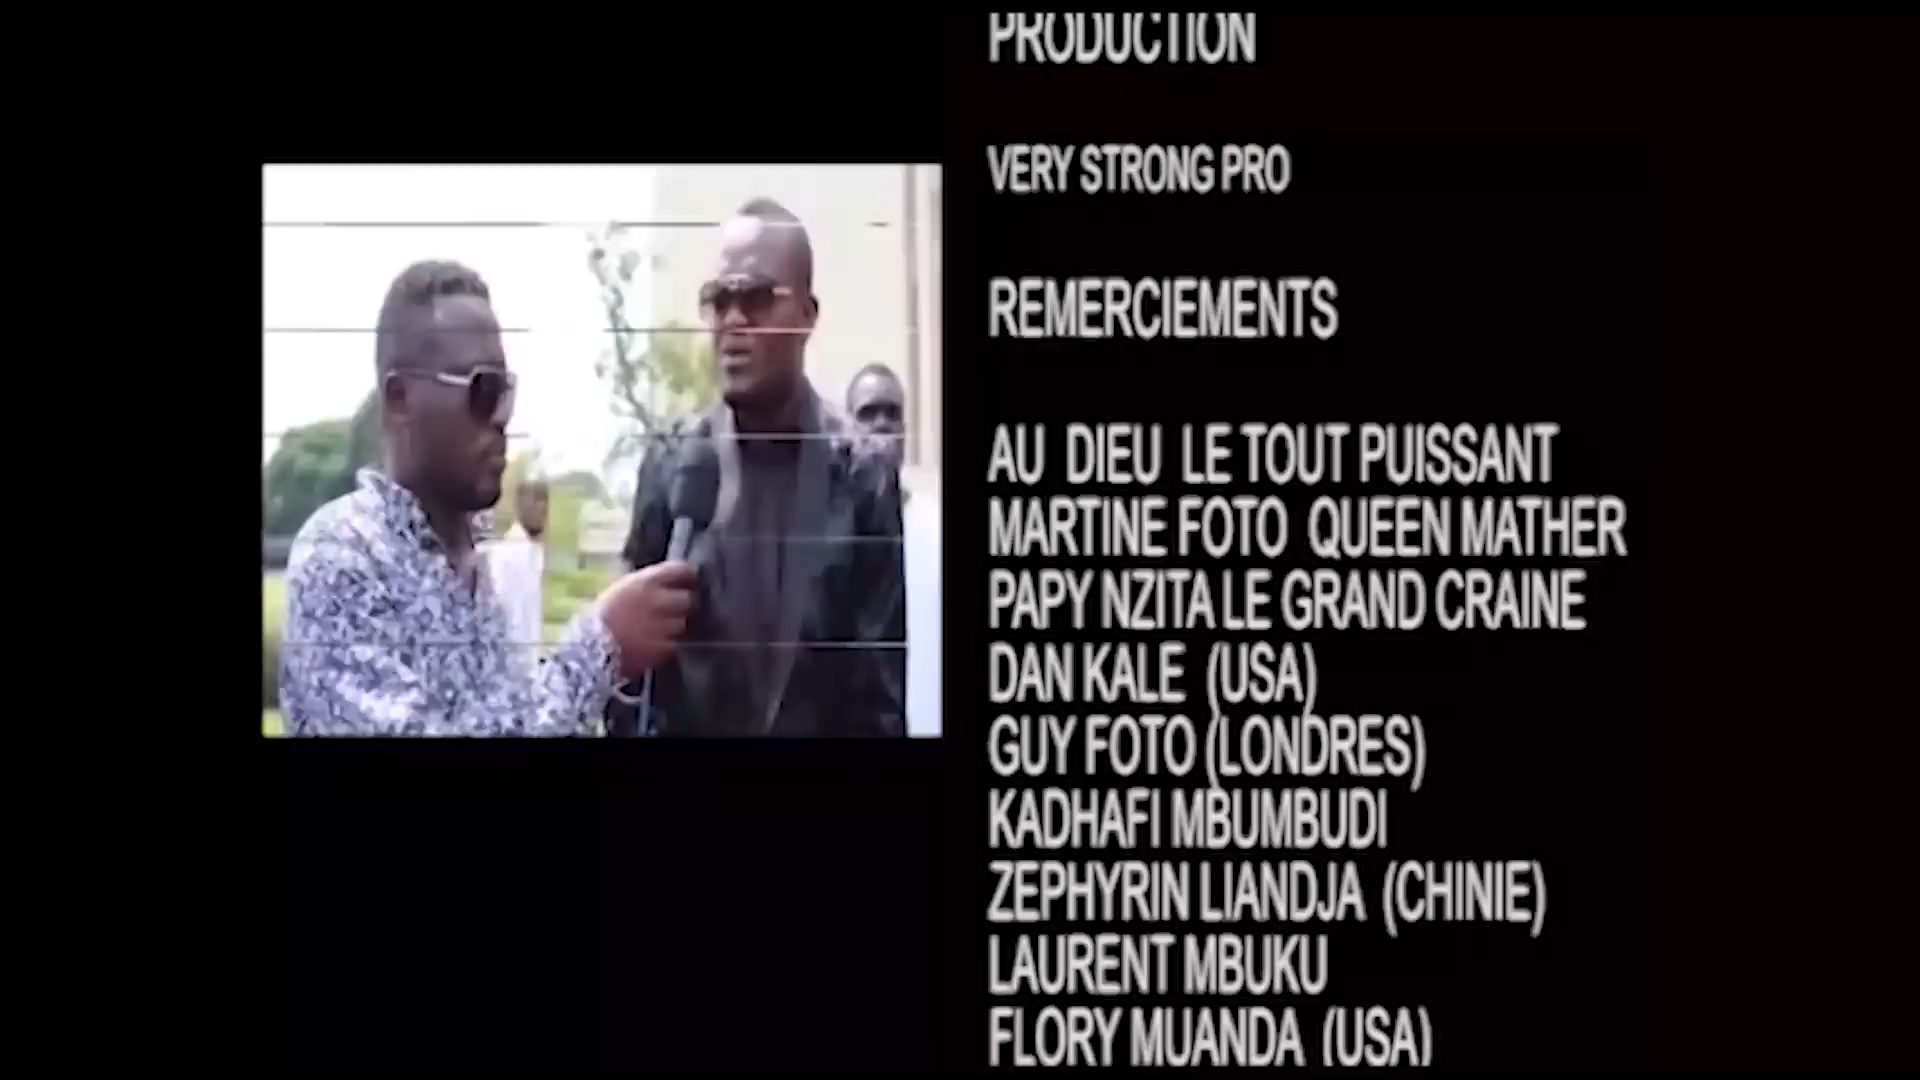 PRODUCTION
VERY STRONG PRO
REMERCIEMENTS
AU DIEU LE TOUT PUISSANT
MARTINE FOTO QUEEN MATHER
PAPY NZITA LE GRAND CRAINE
DAN KALE (USA)
GUY FOTO (LONDRES)
KADHAFI MBUMBUDI
ZEPHYRIN LIANDJA (CHINIE)
LAURENT MBUKU
FLORY MUANDA (USA)